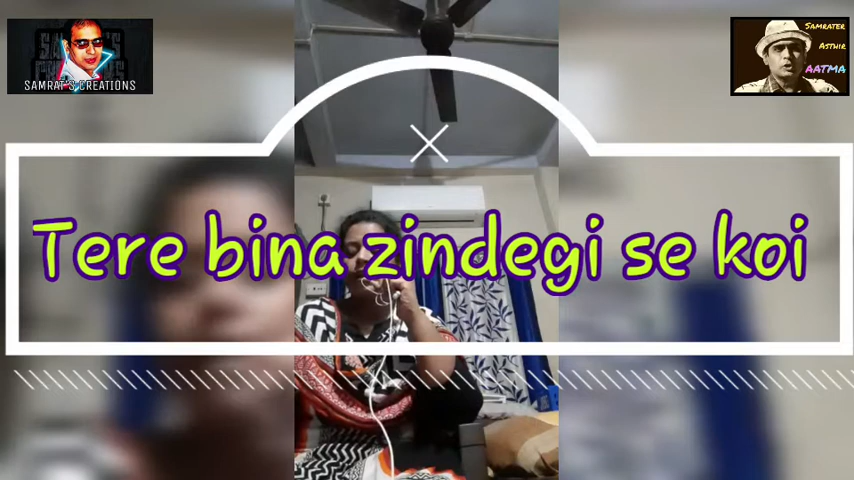 SAMRAT'S CREATIONS
SAMRATER
ASTHIR
AATMA
Tere bina zindegi se koi